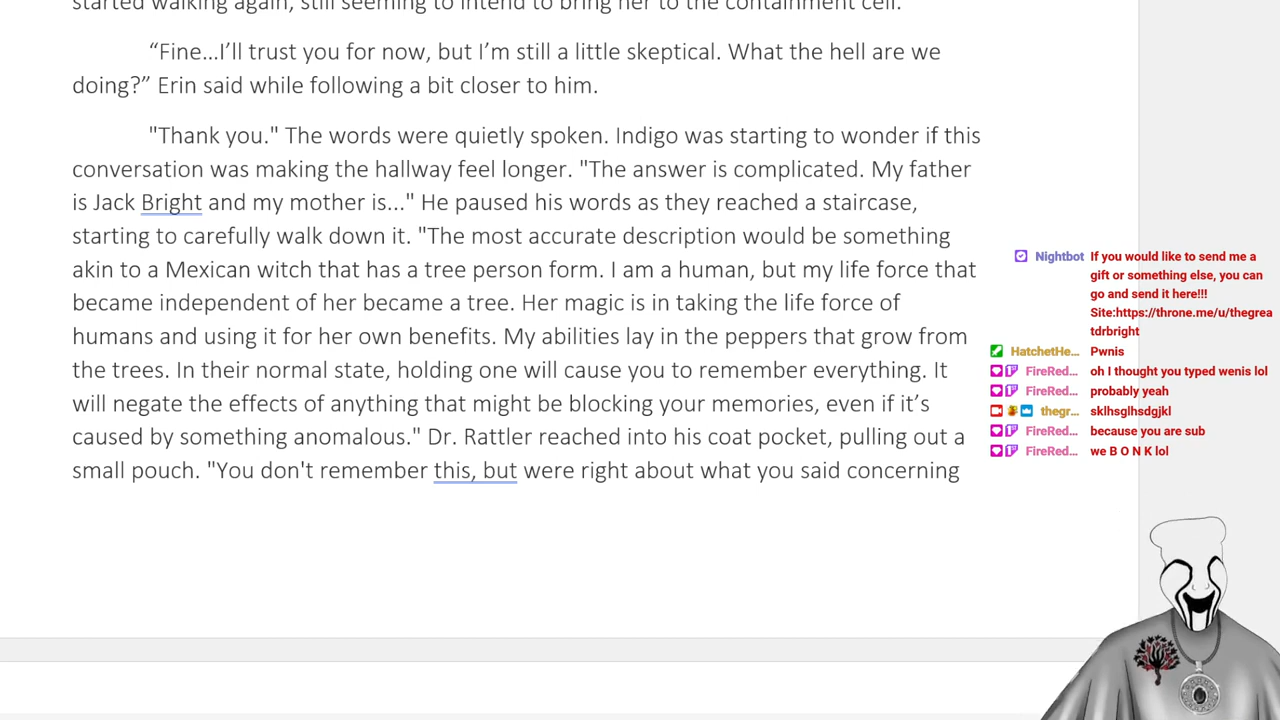 started walking again, still seeming to intend to bring her to the containment cell.
“Fine...I’ll trust you for now, but I’m still a little skeptical. What the hell are we
doing?” Erin said while following a bit closer to him.
"Thank you." The words were quietly spoken. Indigo was starting to wonder if this
conversation was making the hallway feel longer. "The answer is complicated. My father
is Jack Bright and my mother is..." He paused his words as they reached a staircase,
starting to carefully walk down it. "The most accurate description would be something
akin to a Mexican witch that has a tree person form. I am a human, but my life force that
became independent of her became a tree. Her magic is in taking the life force of
humans and using it for her own benefits. My abilities lay in the peppers that grow from
the trees. In their normal state, holding one will cause you to remember everything. It
will negate the effects of anything that might be blocking your memories, even if it’s
caused by something anomalous." Dr. Rattler reached into his coat pocket, pulling out a
small pouch. "You don't remember this, but were right about what you said concerning
Nightbot If you would like to send me a
gift or something else, you can
go and send it here!!!
Site:https://throne.me/u/thegrea
tdrbright
HatchetHe... Pwnis
FireRed... oh I thought you typed wenis lol
FireRed... probably yeah
thegr... sklhsglhsdgjkl
FireRed... because you are sub
FireRed... we B O N K lol